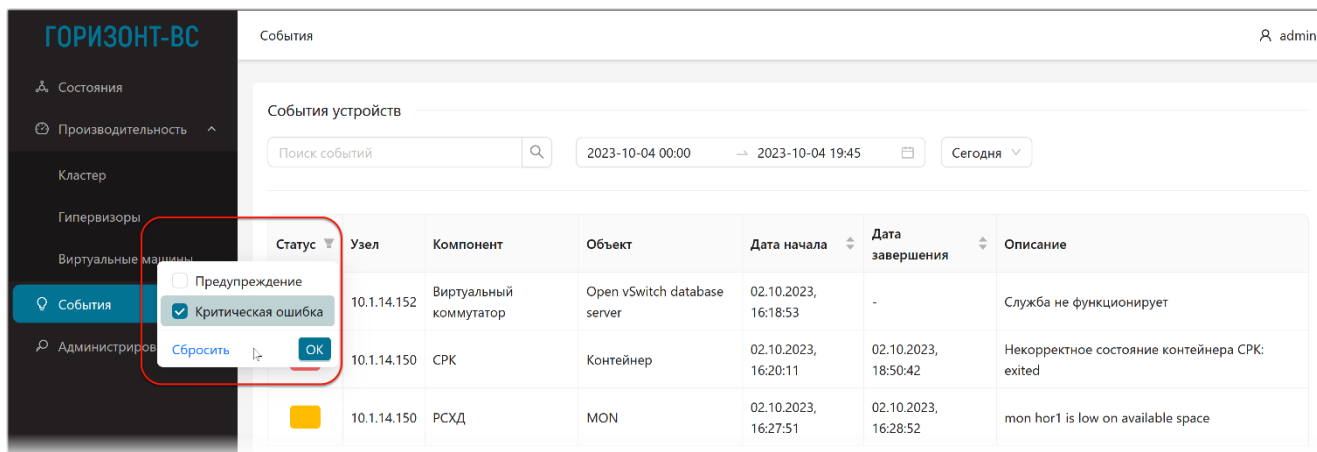 ГОРИЗОНТ-ВС
События
admin
Состояния
Производительность
Кластер
Гипервизоры
Виртуальные машины
События
Администриров
События устройств
Поиск событий
2023-10-04 00:00 → 2023-10-04 19:45
Сегодня
Статус Узел Компонент Объект Дата начала Дата завершения Описание
Предупреждение
Критическая ошибка
Сбросить OK
10.1.14.152 Виртуальный коммутатор Open vSwitch database server 02.10.2023, 16:18:53 - Служба не функционирует
10.1.14.150 СРК Контейнер 02.10.2023, 16:20:11 02.10.2023, 18:50:42 Некорректное состояние контейнера СРК: exited
10.1.14.150 РСХД MON 02.10.2023, 16:27:51 02.10.2023, 16:28:52 mon hor1 is low on available space